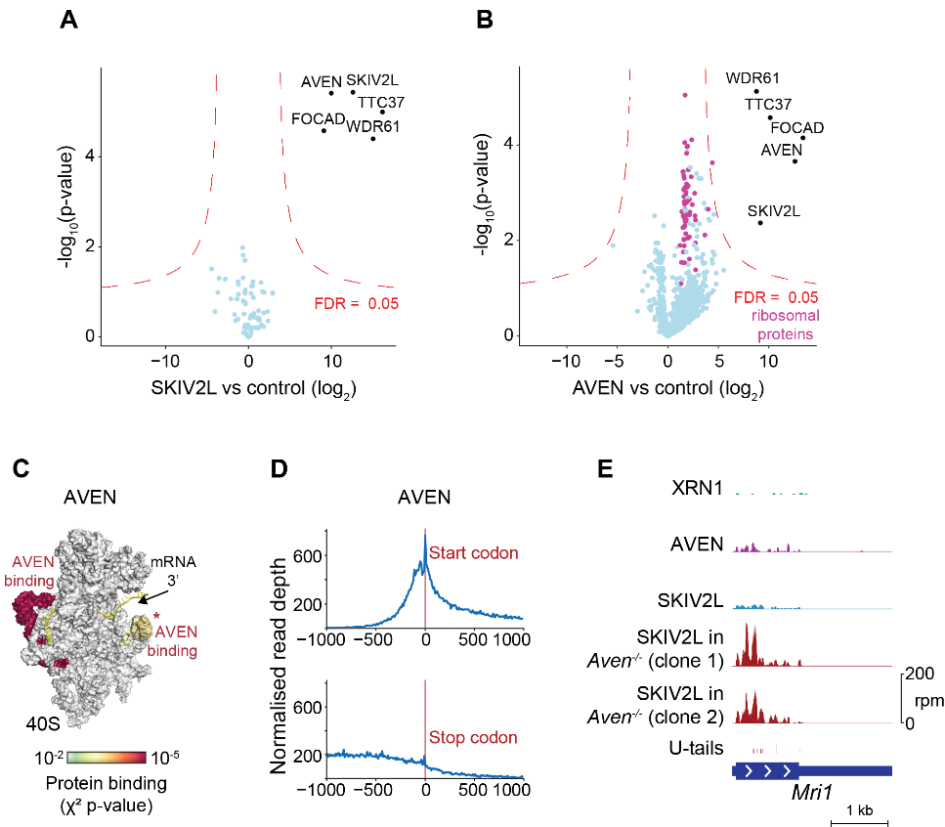 A
-log10(p-value)
4
2
0
AVEN SKIV2L
TTC37
FOCAD WDR61
FDR = 0.05
−10 0 10
SKIV2L vs control (log2)
B
-log10(p-value)
4
2
0
WDR61
TTC37
FOCAD
AVEN
SKIV2L
FDR = 0.05
ribosomal
proteins
−10 −5 0 5 10
AVEN vs control (log2)
C
AVEN
AVEN
binding
mRNA
3'
*
AVEN
binding
40S
10-2 10-5
Protein binding
(χ² p-value)
D
AVEN
Normalised read depth
600
400
200
Start codon
-1000 -500 0 500 1000
600
400
200
Stop codon
-1000 -500 0 500 1000
E
XRN1
AVEN
SKIV2L
SKIV2L in
Aven-/- (clone 1)
SKIV2L in
Aven-/- (clone 2)
200
rpm
0
U-tails
Mri1
1 kb